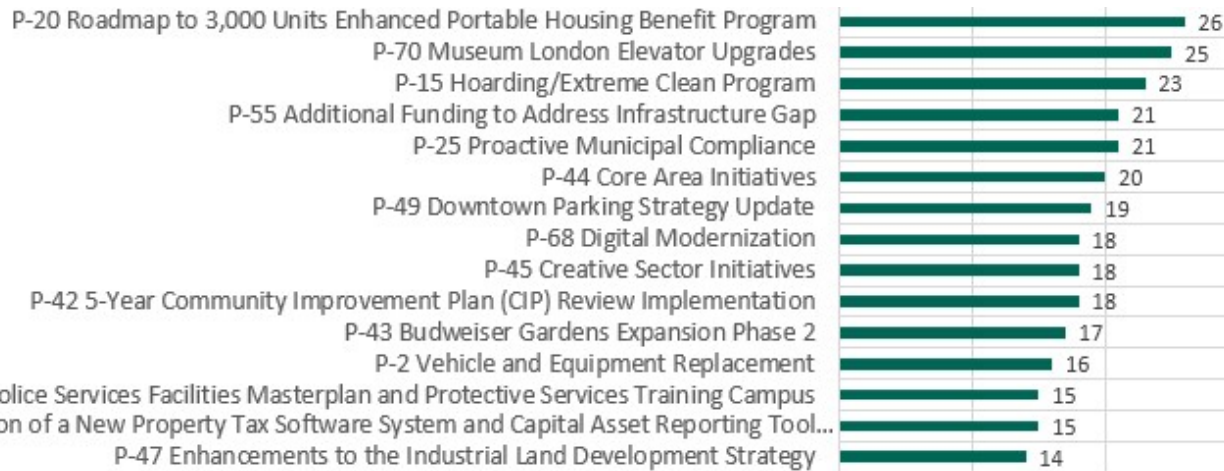 P-20 Roadmap to 3,000 Units Enhanced Portable Housing Benefit Program 26
P-70 Museum London Elevator Upgrades 25
P-15 Hoarding/Extreme Clean Program 23
P-55 Additional Funding to Address Infrastructure Gap 21
P-25 Proactive Municipal Compliance 21
P-44 Core Area Initiatives 20
P-49 Downtown Parking Strategy Update 19
P-68 Digital Modernization 18
P-45 Creative Sector Initiatives 18
P-42 5-Year Community Improvement Plan (CIP) Review Implementation 18
P-43 Budweiser Gardens Expansion Phase 2 17
P-2 Vehicle and Equipment Replacement 16
olice Services Facilities Masterplan and Protective Services Training Campus 15
on of a New Property Tax Software System and Capital Asset Reporting Tool... 15
P-47 Enhancements to the Industrial Land Development Strategy 14